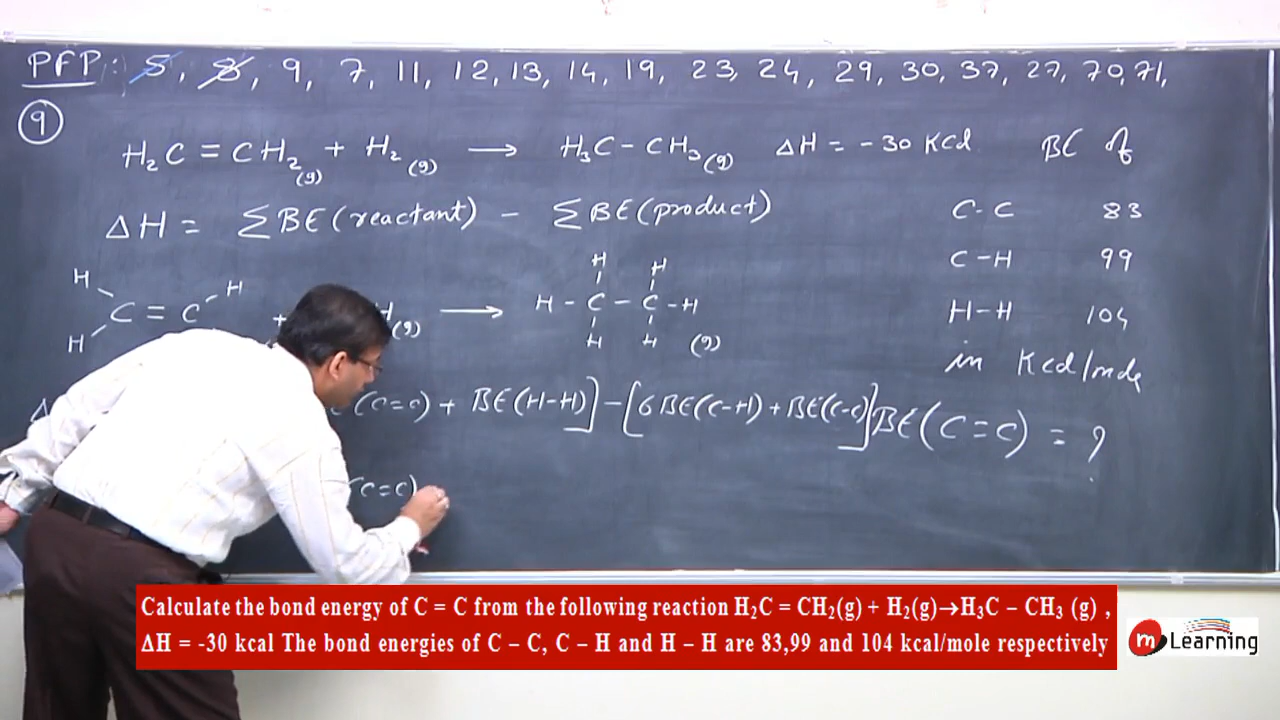 PFP: 5, 8, 9, 7, 11, 12, 13, 14, 19, 23, 24, 29, 30, 37, 27, 70, 71,
9
H₂C = CH₂(g) + H₂(g) ⟶ H₃C - CH₃(g) ΔH = -30 Kcal BE of
ΔH = ΣBE(reactant) - ΣBE(product) C-C 83
C-H 99
H-H 104
H H H H
C = C + H(g) ⟶ H - C - C - H
H H H (g)
in Kcal/mole
(C=C) + BE(H-H)] - [6BE(C-H) + BE(C-C)] BE(C=C) = ?
(C=C)
Calculate the bond energy of C = C from the following reaction H₂C = CH₂(g) + H₂(g)→H₃C – CH₃ (g) ,
ΔH = -30 kcal The bond energies of C – C, C – H and H – H are 83,99 and 104 kcal/mole respectively
m Learning